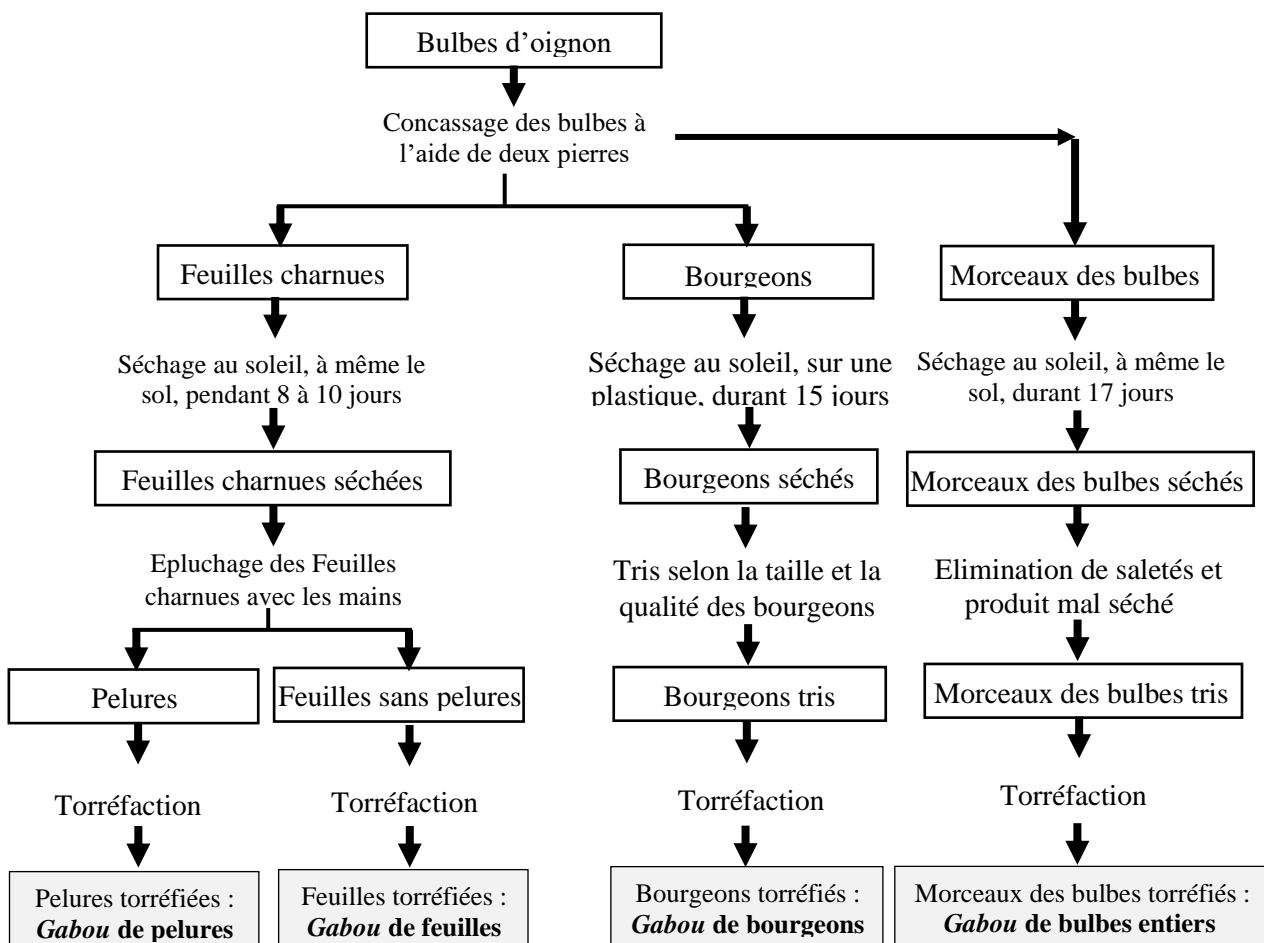 Bulbes d’oignon
Concassage des bulbes à
l’aide de deux pierres
Feuilles charnues
Bourgeons
Morceaux des bulbes
Séchage au soleil, à même le
sol, pendant 8 à 10 jours
Séchage au soleil, sur une
plastique, durant 15 jours
Séchage au soleil, à même le
sol, durant 17 jours
Feuilles charnues séchées
Bourgeons séchés
Morceaux des bulbes séchés
Epluchage des Feuilles
charnues avec les mains
Tris selon la taille et la
qualité des bourgeons
Elimination de saletés et
produit mal séché
Pelures
Feuilles sans pelures
Bourgeons tris
Morceaux des bulbes tris
Torréfaction
Torréfaction
Torréfaction
Torréfaction
Pelures torréfiées :
Gabou de pelures
Feuilles torréfiées :
Gabou de feuilles
Bourgeons torréfiés :
Gabou de bourgeons
Morceaux des bulbes torréfiés :
Gabou de bulbes entiers